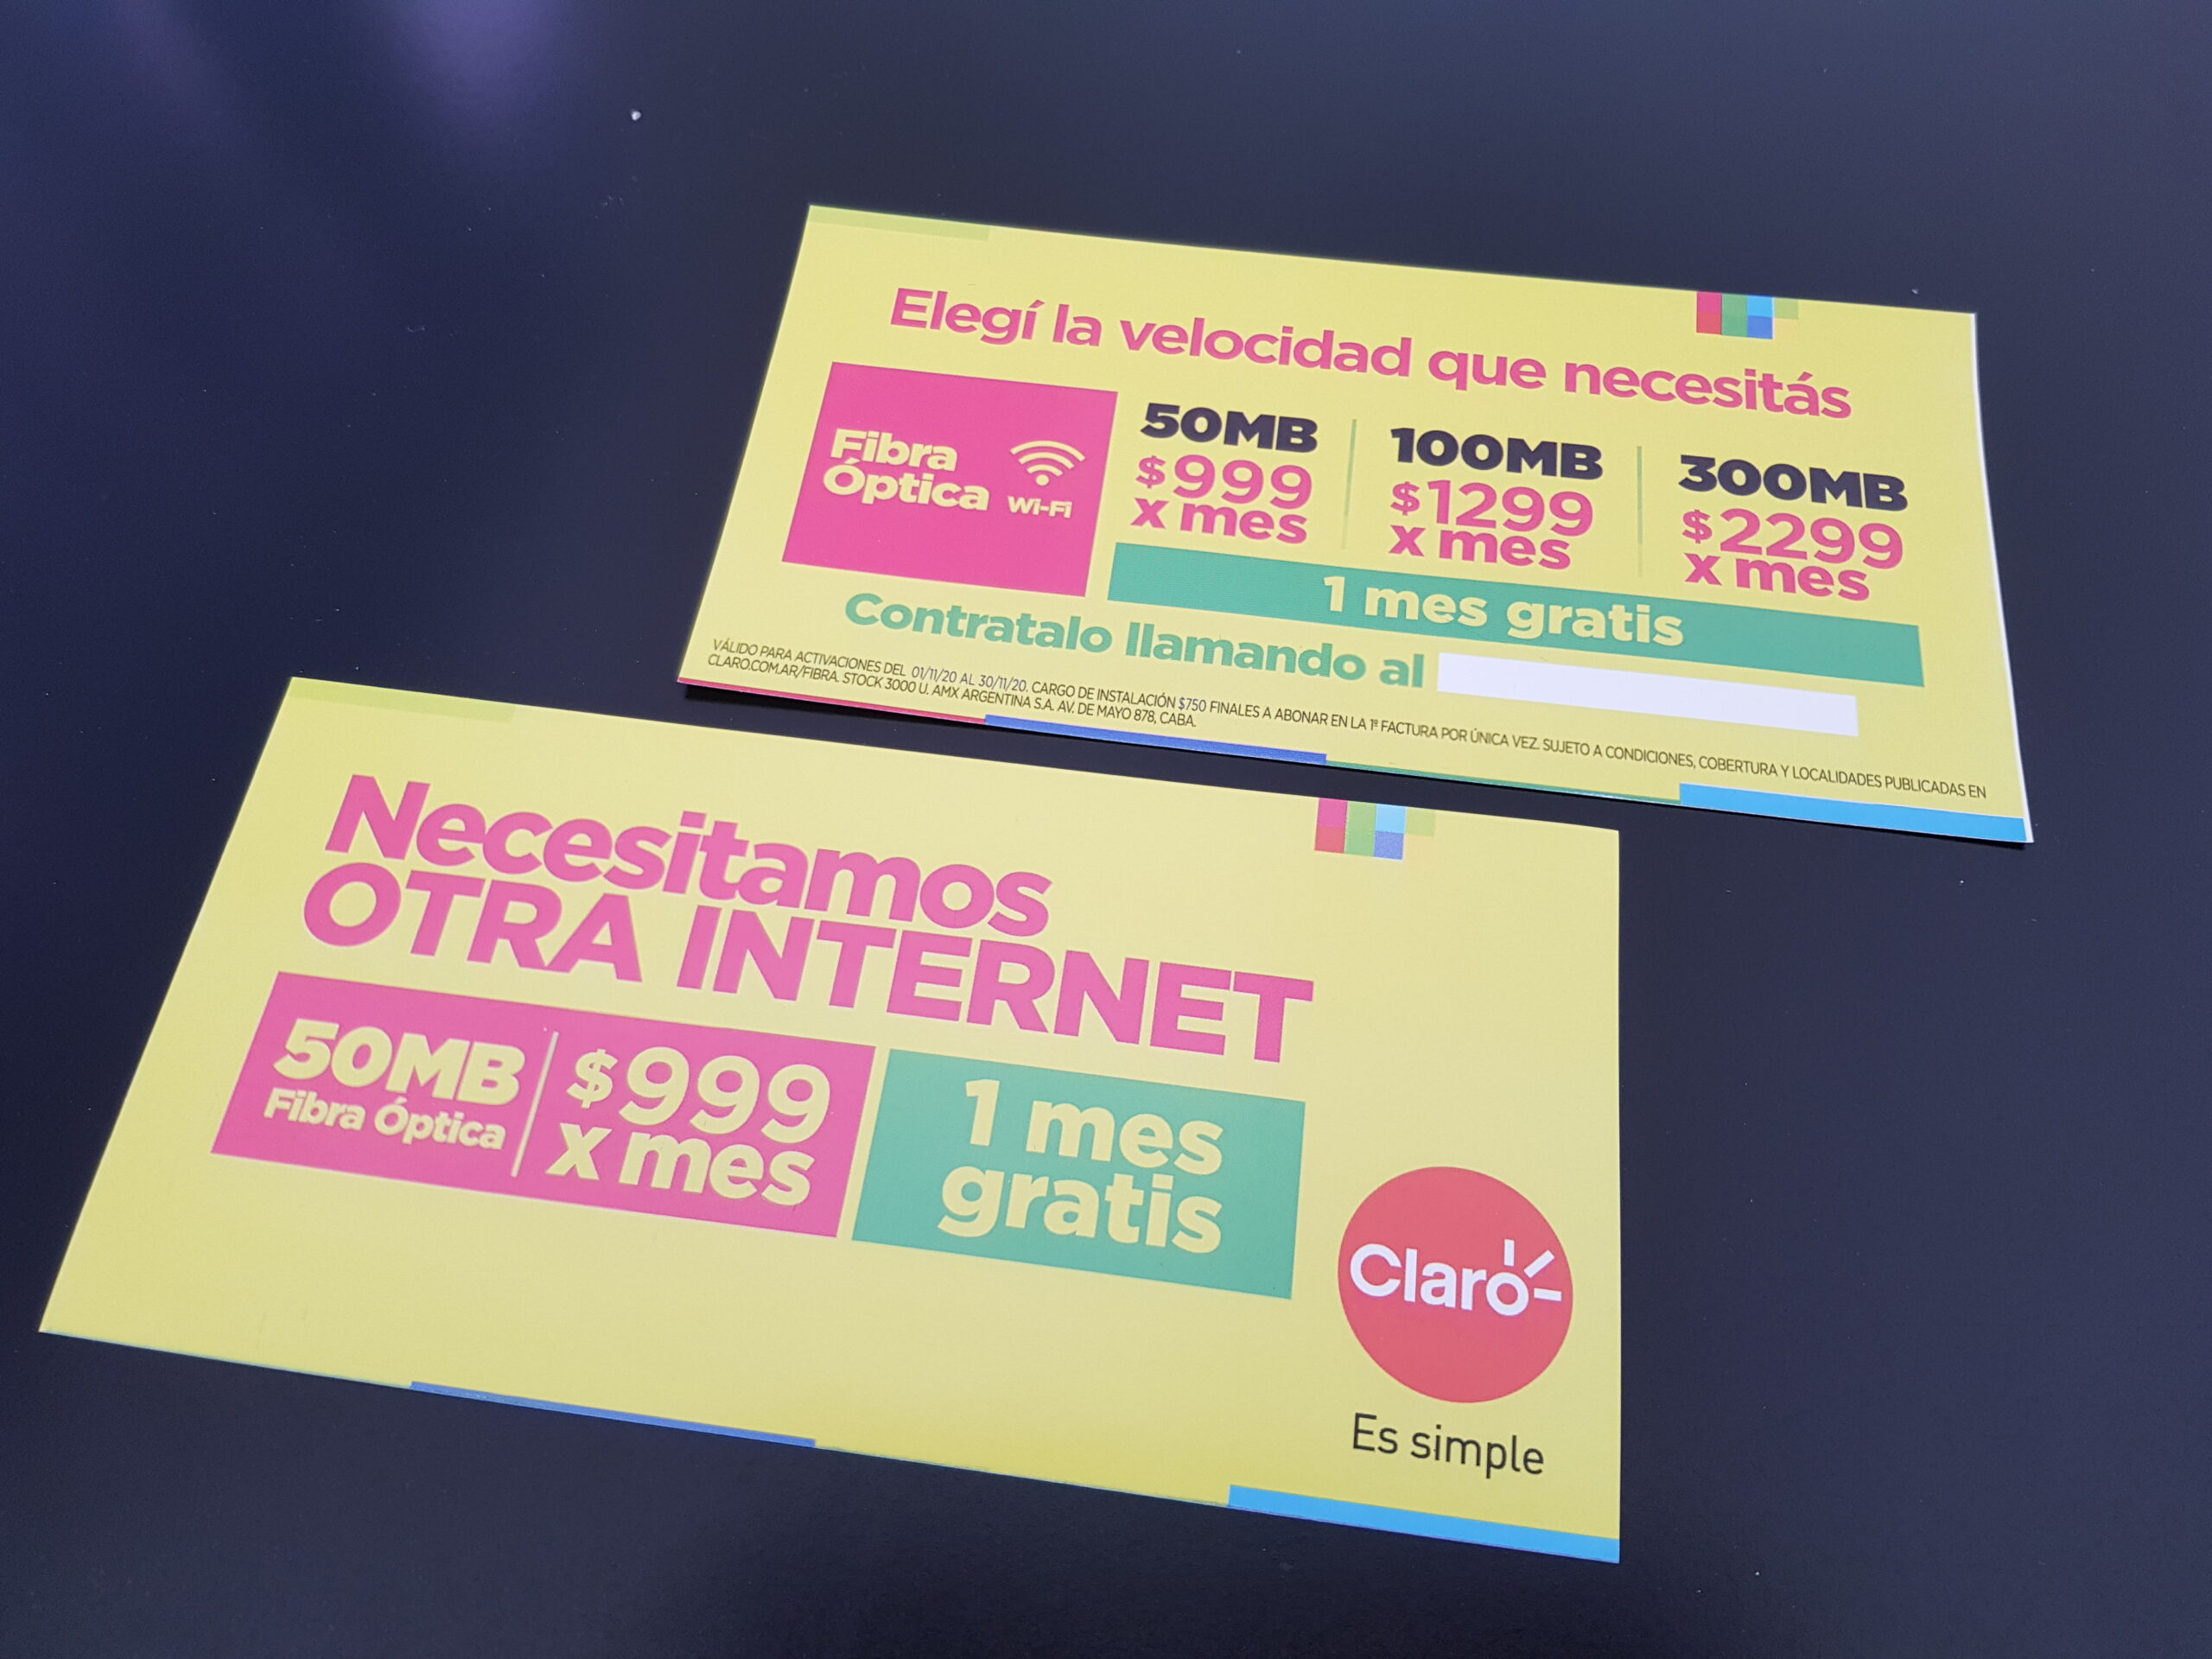 Elegí la velocidad que necesitás
Fibra
Óptica
Wi-Fi
50MB
$999
x mes
100MB
$1299
x mes
300MB
$2299
x mes
1 mes gratis
Contratalo llamando al
VÁLIDO PARA ACTIVACIONES DEL 01/11/20 AL 30/11/20. CARGO DE INSTALACIÓN $750 FINALES A ABONAR EN LA 1ª FACTURA POR ÚNICA VEZ. SUJETO A CONDICIONES, COBERTURA Y LOCALIDADES PUBLICADAS EN
CLARO.COM.AR/FIBRA. STOCK 3000 U. AMX ARGENTINA S.A. AV. DE MAYO 878, CABA.
Necesitamos
OTRA INTERNET
50MB
Fibra Óptica
$999
x mes
1 mes
gratis
Claro
Es simple